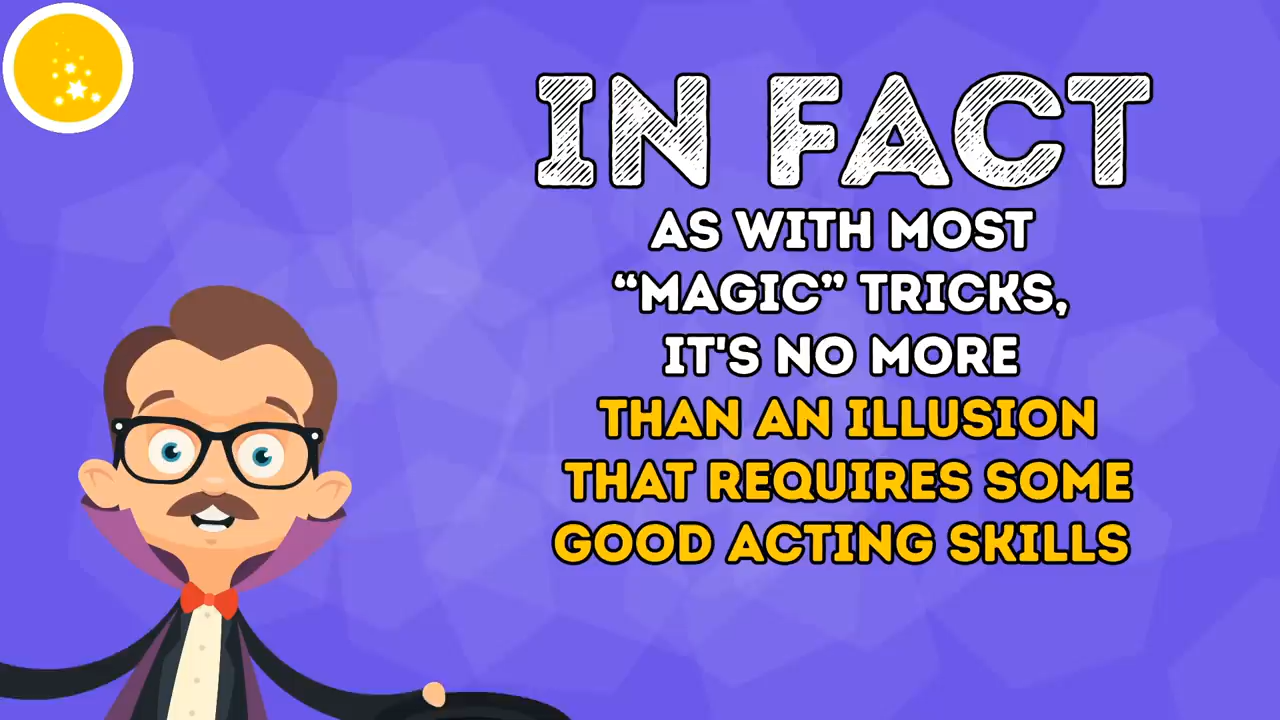 IN FACT
AS WITH MOST
“MAGIC” TRICKS,
IT'S NO MORE
THAN AN ILLUSION
THAT REQUIRES SOME
GOOD ACTING SKILLS